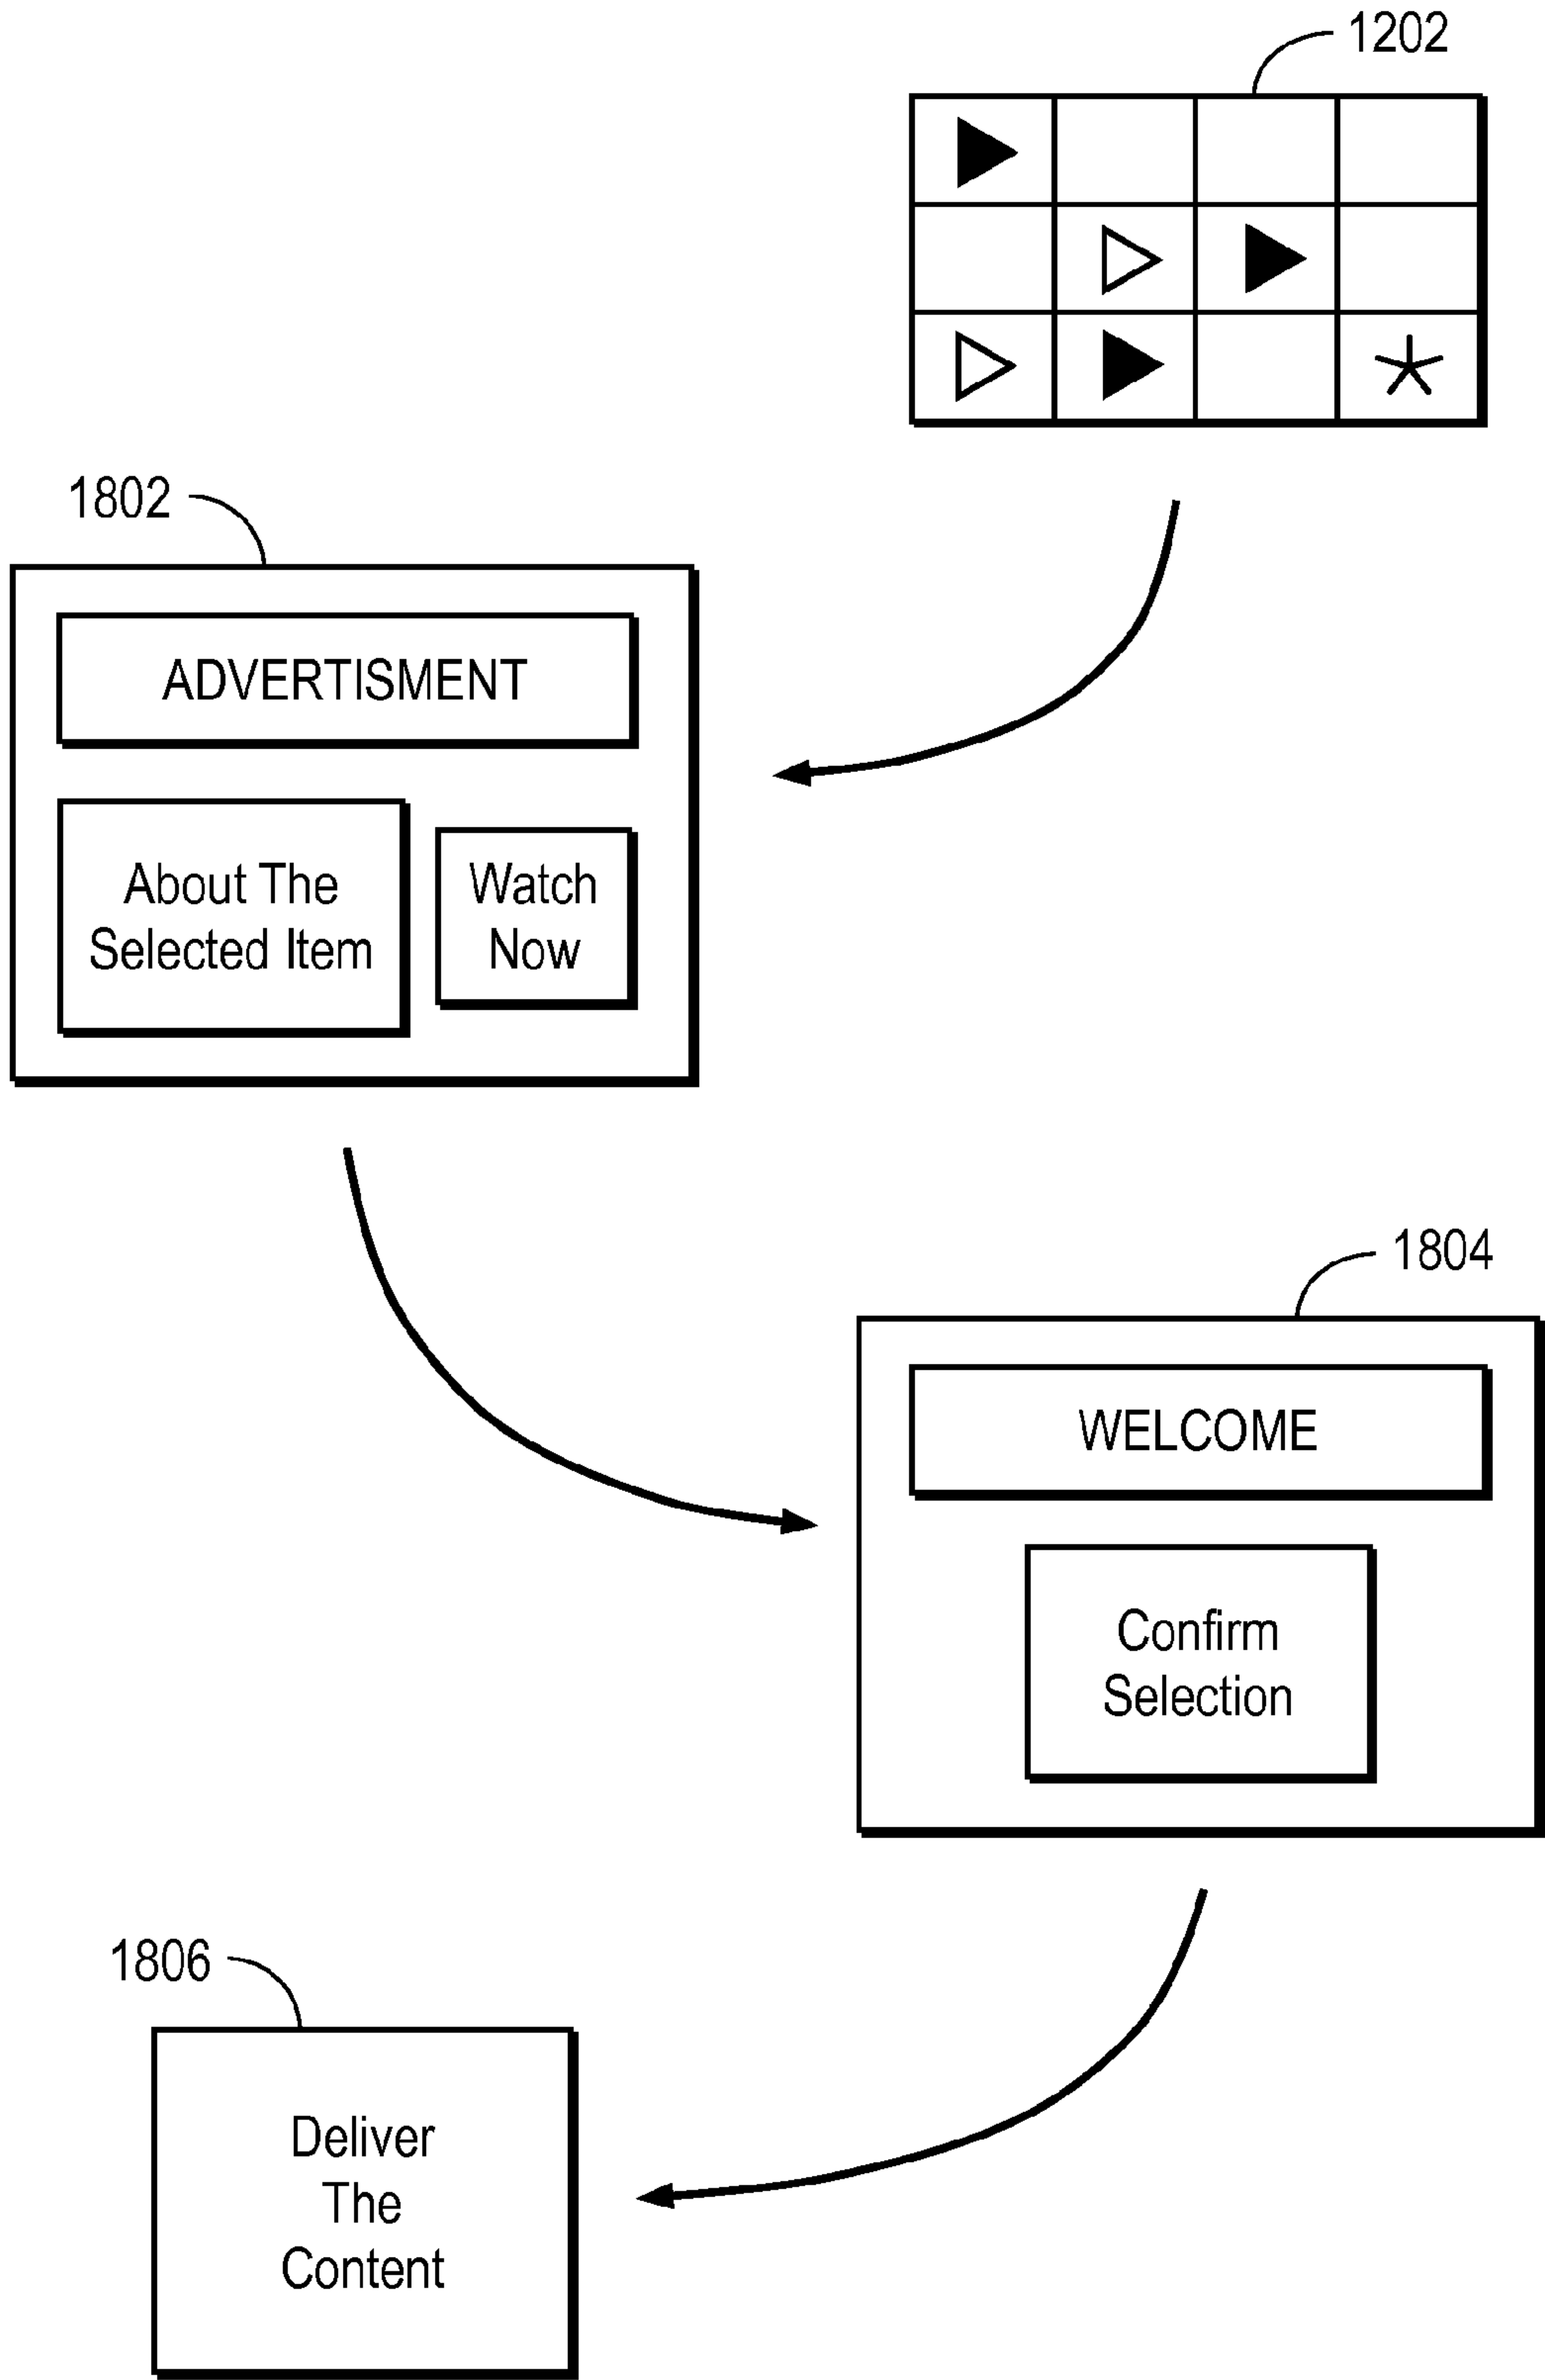 1202
1802
ADVERTISMENT
About The
Selected Item
Watch
Now
1804
WELCOME
Confirm
Selection
1806
Deliver
The
Content